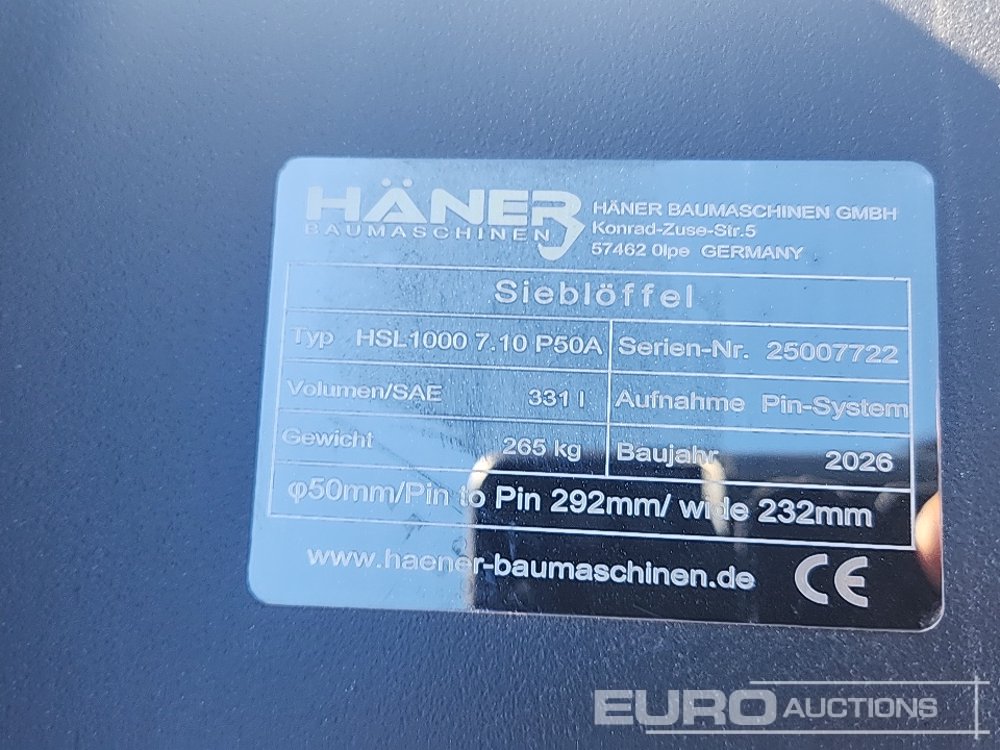 HÄNER
BAUMASCHINEN
HÄNER BAUMASCHINEN GMBH
Konrad-Zuse-Str.5
57462 Olpe GERMANY
Sieblöffel
Typ HSL1000 7.10 P50A
Serien-Nr. 25007722
Volumen/SAE 331 l
Aufnahme Pin-System
Gewicht 265 kg
Baujahr 2026
φ50mm/Pin to Pin 292mm/ wide 232mm
www.haener-baumaschinen.de CE
EURO AUCTIONS